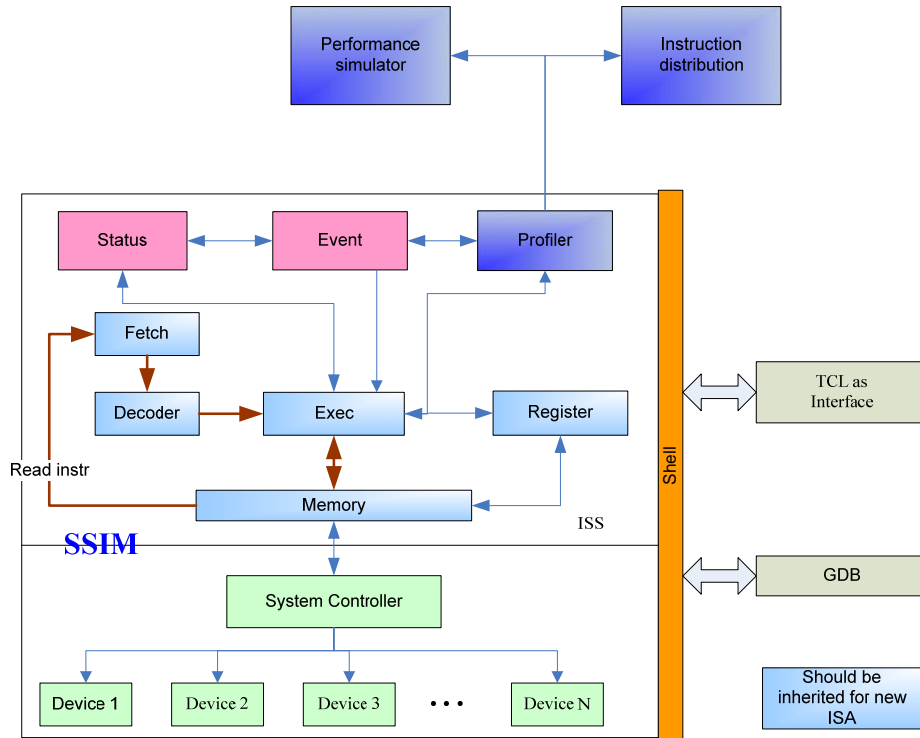 Performance
simulator
Instruction
distribution
Status
Event
Profiler
Fetch
Decoder
Exec
Register
Read instr
Memory
ISS
SSIM
System Controller
Device 1
Device 2
Device 3
• • •
Device N
Shell
TCL as
Interface
GDB
Should be
inherited for new
ISA